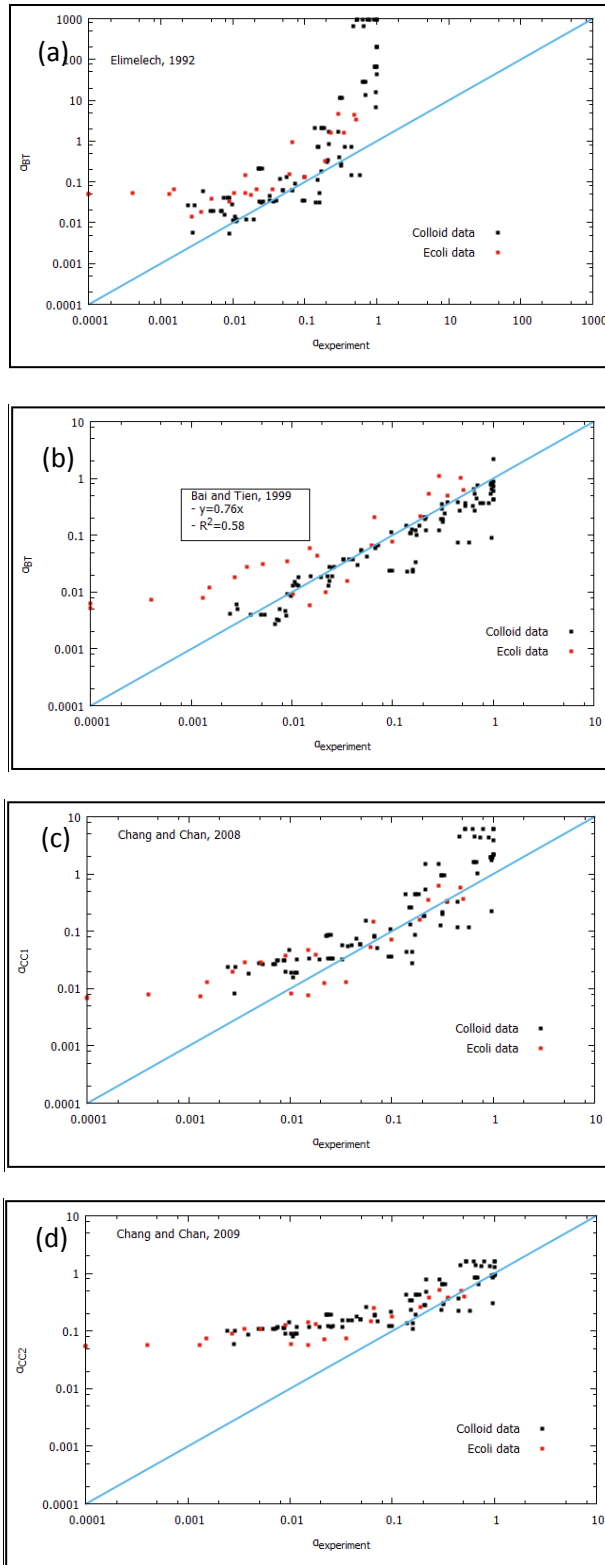 (a)
Elimelech, 1992
1000
100
10
1
0.1
0.01
0.001
0.0001
αBT
Colloid data
Ecoli data
0.0001 0.001 0.01 0.1 1 10 100 1000
αexperiment
(b)
Bai and Tien, 1999
- y=0.76x
- R²=0.58
10
1
0.1
0.01
0.001
0.0001
αBT
Colloid data
Ecoli data
0.0001 0.001 0.01 0.1 1 10
αexperiment
(c)
Chang and Chan, 2008
10
1
0.1
0.01
0.001
0.0001
αCC1
Colloid data
Ecoli data
0.0001 0.001 0.01 0.1 1 10
αexperiment
(d)
Chang and Chan, 2009
10
1
0.1
0.01
0.001
0.0001
αCC2
Colloid data
Ecoli data
0.0001 0.001 0.01 0.1 1 10
αexperiment